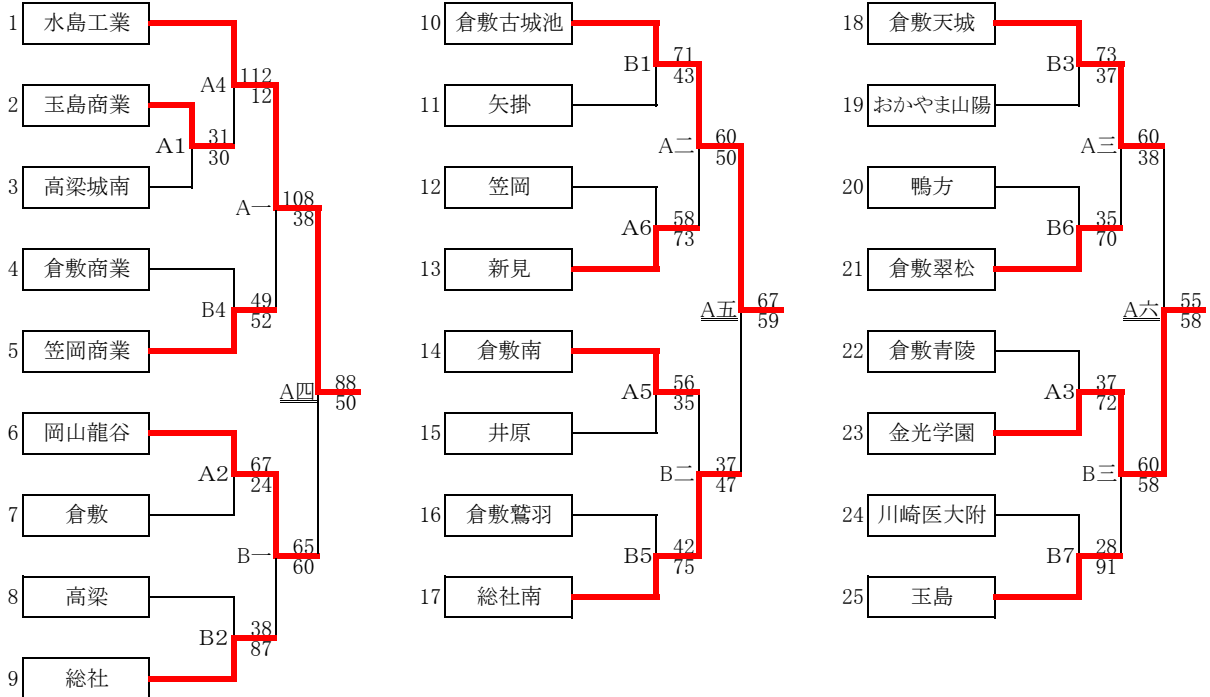 1 水島工業
A4 112
12
2 玉島商業
A1 31
30
3 高梁城南
A一 108
38
4 倉敷商業
B4 49
52
5 笠岡商業
A四 88
50
6 岡山龍谷
A2 67
24
7 倉敷
B一 65
60
8 高梁
B2 38
87
9 総社
10 倉敷古城池
B1 71
43
11 矢掛
A二 60
50
12 笠岡
A6 58
73
13 新見
A五 67
59
14 倉敷南
A5 56
35
15 井原
B二 37
47
16 倉敷鷲羽
B5 42
75
17 総社南
18 倉敷天城
B3 73
37
19 おかやま山陽
A三 60
38
20 鴨方
B6 35
70
21 倉敷翠松
A六 55
58
22 倉敷青陵
A3 37
72
23 金光学園
B三 60
58
24 川崎医大附
B7 28
91
25 玉島